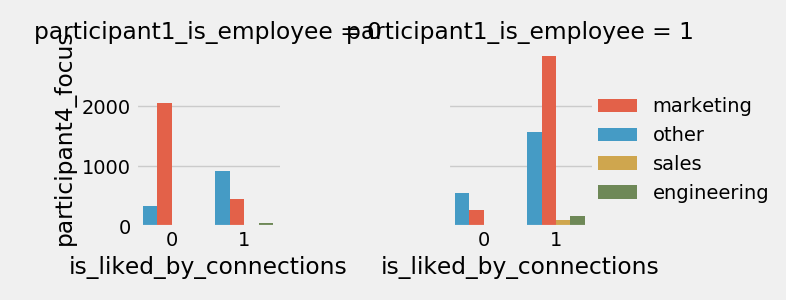 participant1_is_employee = 0
participant1_is_employee = 1
participant4_focus
2000
1000
0
0 1
0 1
is_liked_by_connections
is_liked_by_connections
marketing
other
sales
engineering